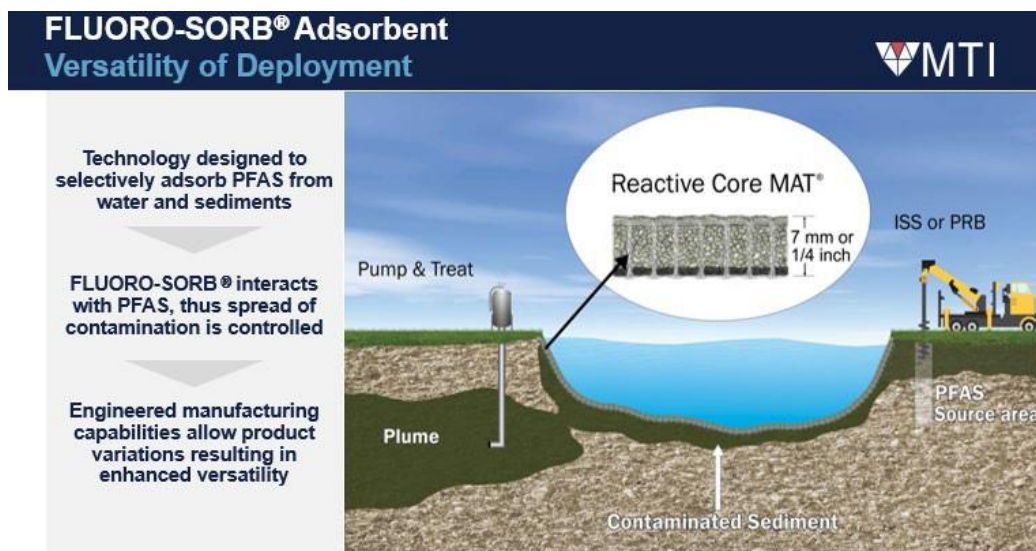 FLUORO-SORB® Adsorbent
Versatility of Deployment
MTI
Technology designed to
selectively adsorb PFAS from
water and sediments
FLUORO-SORB® interacts
with PFAS, thus spread of
contamination is controlled
Engineered manufacturing
capabilities allow product
variations resulting in
enhanced versatility
Reactive Core MAT®
7 mm or
1/4 inch
Pump & Treat
ISS or PRB
Plume
PFAS
Source area
Contaminated Sediment